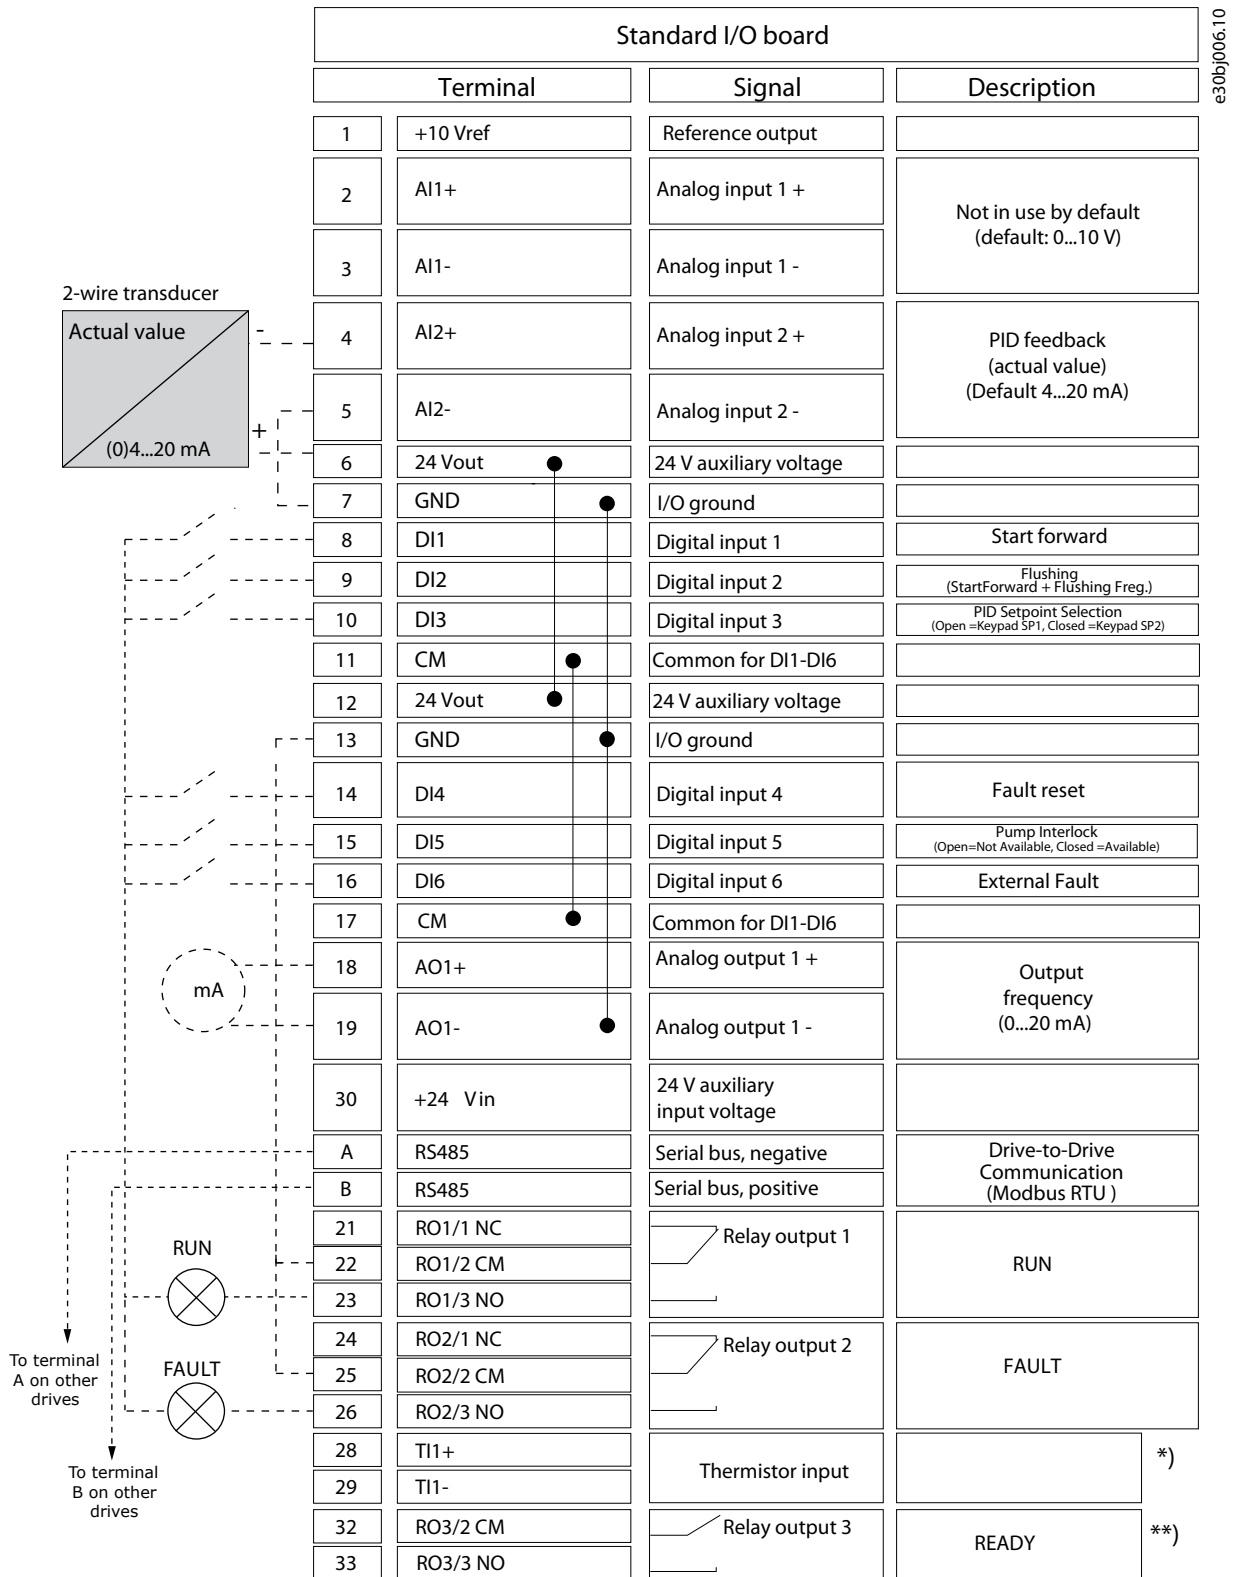 Standard I/O board
e30bj006.10
Terminal Signal Description
1 +10 Vref Reference output
2 AI1+ Analog input 1 +
Not in use by default
(default: 0...10 V)
3 AI1- Analog input 1 -
2-wire transducer
Actual value
-
+
(0)4...20 mA
4 AI2+ Analog input 2 +
PID feedback
(actual value)
(Default 4...20 mA)
5 AI2- Analog input 2 -
6 24 Vout 24 V auxiliary voltage
7 GND I/O ground
8 DI1 Digital input 1 Start forward
9 DI2 Digital input 2
Flushing
(StartForward + Flushing Freg.)
10 DI3 Digital input 3
PID Setpoint Selection
(Open =Keypad SP1, Closed =Keypad SP2)
11 CM Common for DI1-DI6
12 24 Vout 24 V auxiliary voltage
13 GND I/O ground
14 DI4 Digital input 4 Fault reset
15 DI5 Digital input 5
Pump Interlock
(Open=Not Available, Closed =Available)
16 DI6 Digital input 6 External Fault
17 CM Common for DI1-DI6
mA
18 AO1+ Analog output 1 +
Output
frequency
(0...20 mA)
19 AO1- Analog output 1 -
30 +24 Vin
24 V auxiliary
input voltage
A RS485 Serial bus, negative
Drive-to-Drive
Communication
(Modbus RTU )
B RS485 Serial bus, positive
21 RO1/1 NC Relay output 1
RUN
22 RO1/2 CM RUN
23 RO1/3 NO
24 RO2/1 NC Relay output 2
To terminal
A on other
drives
FAULT
25 RO2/2 CM FAULT
26 RO2/3 NO
28 TI1+ *)
To terminal
B on other
drives
Thermistor input
29 TI1-
32 RO3/2 CM Relay output 3
READY **)
33 RO3/3 NO